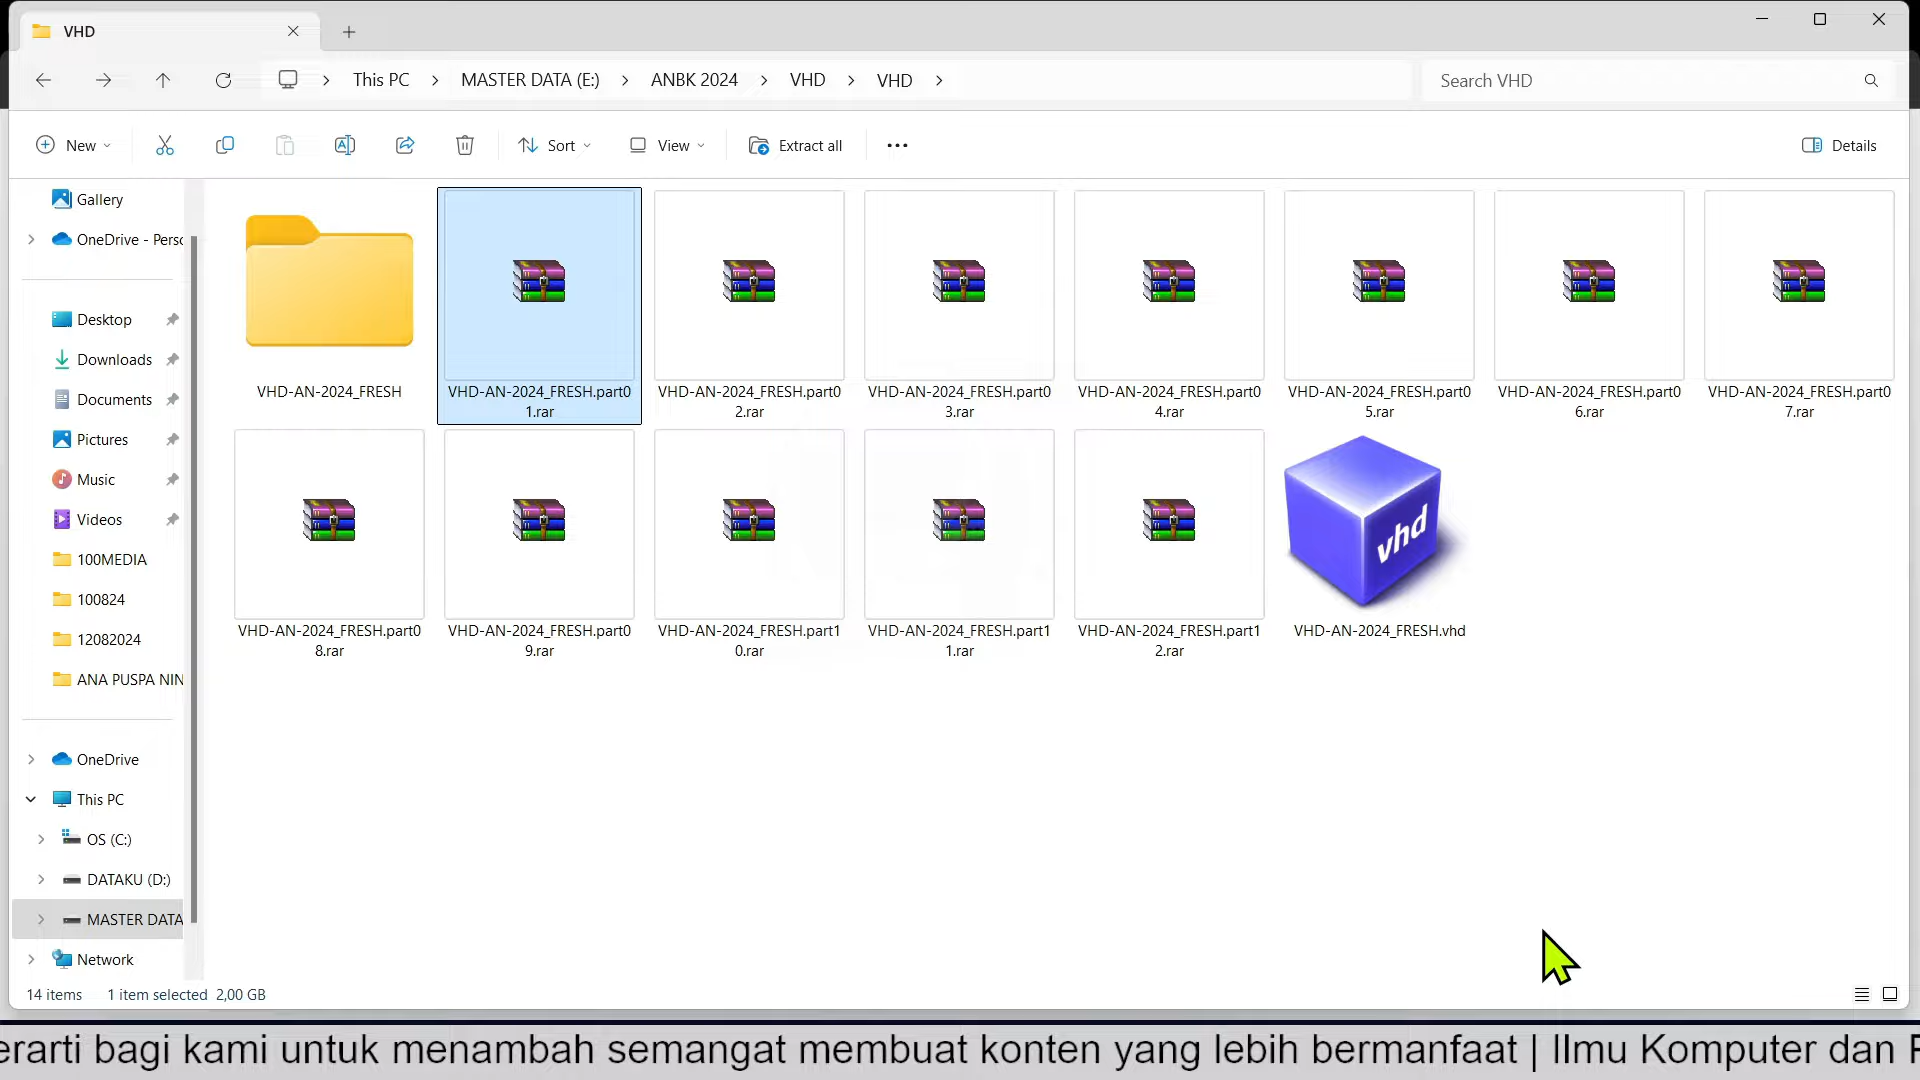 VHD
This PC > MASTER DATA (E:) > ANBK 2024 > VHD > VHD >
Search VHD
New
Sort
View
Extract all
Details
Gallery
OneDrive - Perso
Desktop
Downloads
Documents
Pictures
Music
Videos
100MEDIA
100824
12082024
ANA PUSPA NIN
OneDrive
This PC
OS (C:)
DATAKU (D:)
MASTER DATA
Network
VHD-AN-2024_FRESH
VHD-AN-2024_FRESH.part0
1.rar
VHD-AN-2024_FRESH.part0
2.rar
VHD-AN-2024_FRESH.part0
3.rar
VHD-AN-2024_FRESH.part0
4.rar
VHD-AN-2024_FRESH.part0
5.rar
VHD-AN-2024_FRESH.part0
6.rar
VHD-AN-2024_FRESH.part0
7.rar
VHD-AN-2024_FRESH.part0
8.rar
VHD-AN-2024_FRESH.part0
9.rar
VHD-AN-2024_FRESH.part1
0.rar
VHD-AN-2024_FRESH.part1
1.rar
VHD-AN-2024_FRESH.part1
2.rar
vhd
VHD-AN-2024_FRESH.vhd
14 items 1 item selected 2,00 GB
erarti bagi kami untuk menambah semangat membuat konten yang lebih bermanfaat | Ilmu Komputer dan